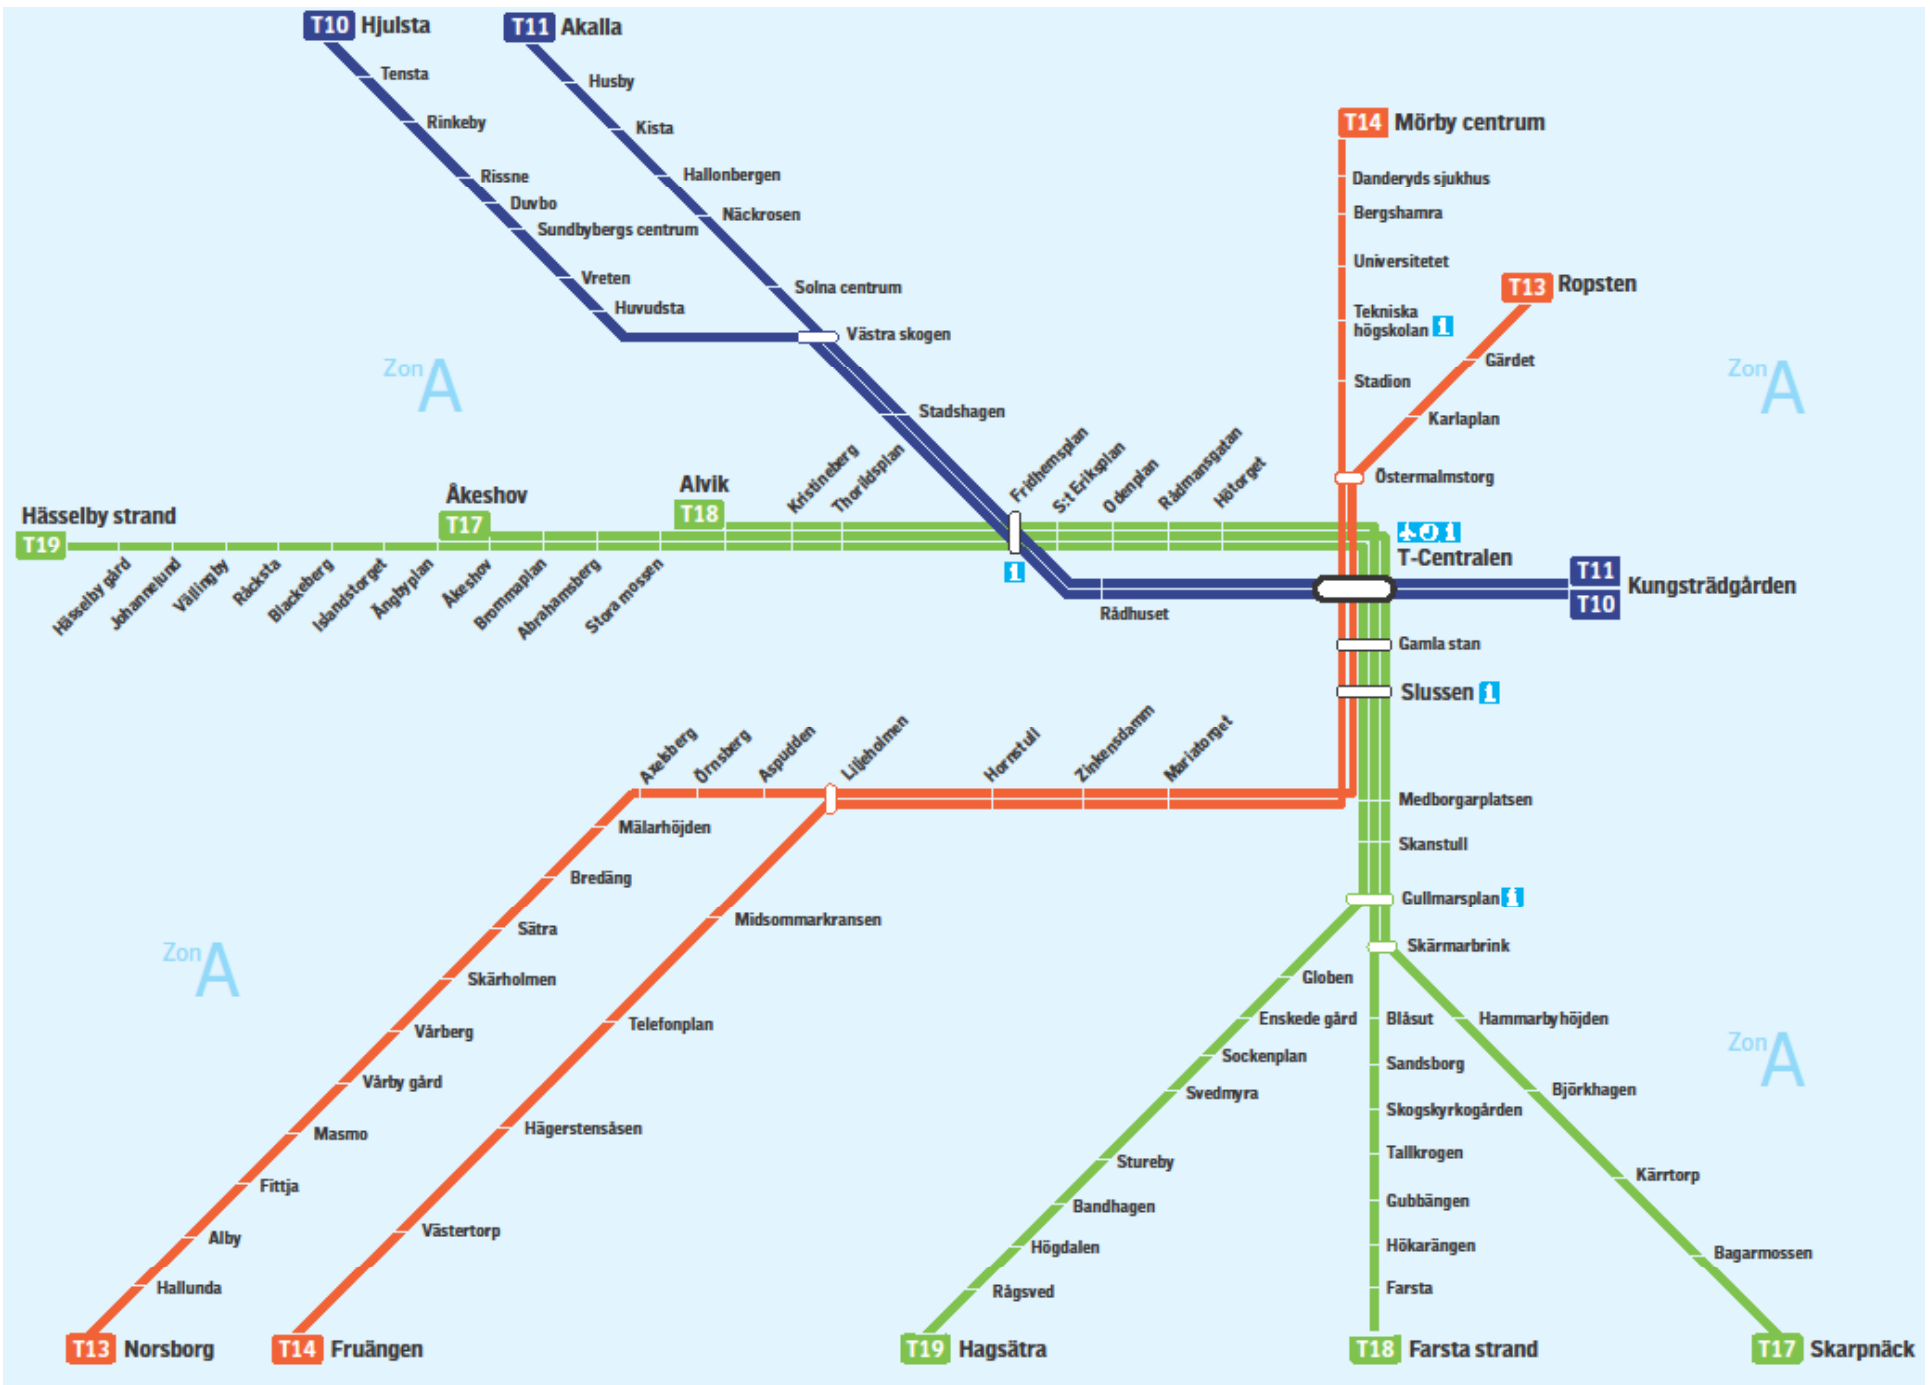 T10 Hjulsta
T11 Akalla
Tensta
Husby
Rinkeby
Kista
T14 Mörby centrum
Rissne
Hallonbergen
Danderyds sjukhus
Duvbo
Näckrosen
Bergshamra
Sundbybergs centrum
Universitetet
Vreten
Solna centrum
T13 Ropsten
Huvudsta
Tekniska
högskolan
Västra skogen
Gärdet
Zon A
Zon A
Stadion
Stadshagen
Karlaplan
Kristineberg
Thorildsplan
Fridhemsplan
S:t Eriksplan
Odenplan
Rådmansgatan
Hötorget
Östermalmstorg
Alvik
T18
Åkeshov
T17
Hässelby strand
T19
T-Centralen
Hässelby gård
Johannelund
Vällingby
Råcksta
Blackeberg
Islandstorget
Ängbyplan
Åkeshov
Brommaplan
Abrahamsberg
Stora mossen
Rådhuset
T11
T10
Kungsträdgården
Gamla stan
Slussen
Axelsberg
Örnsberg
Aspudden
Liljeholmen
Hornstull
Zinkensdamm
Mariatorget
Medborgarplatsen
Mälarhöjden
Skanstull
Bredäng
Gullmarsplan
Midsommarkransen
Sätra
Skärmarbrink
Zon A
Skärholmen
Globen
Vårberg
Telefonplan
Enskede gård
Blåsut
Hammarbyhöjden
Sockenplan
Sandsborg
Zon A
Vårby gård
Svedmyra
Björkhagen
Skogskyrkogården
Masmo
Hägerstensåsen
Stureby
Tallkrogen
Kärrtorp
Fittja
Bandhagen
Gubbängen
Alby
Västertorp
Högdalen
Hökarängen
Bagarmossen
Hallunda
Rågsved
Farsta
T13 Norsborg
T14 Fruängen
T19 Hagsätra
T18 Farsta strand
T17 Skarpnäck